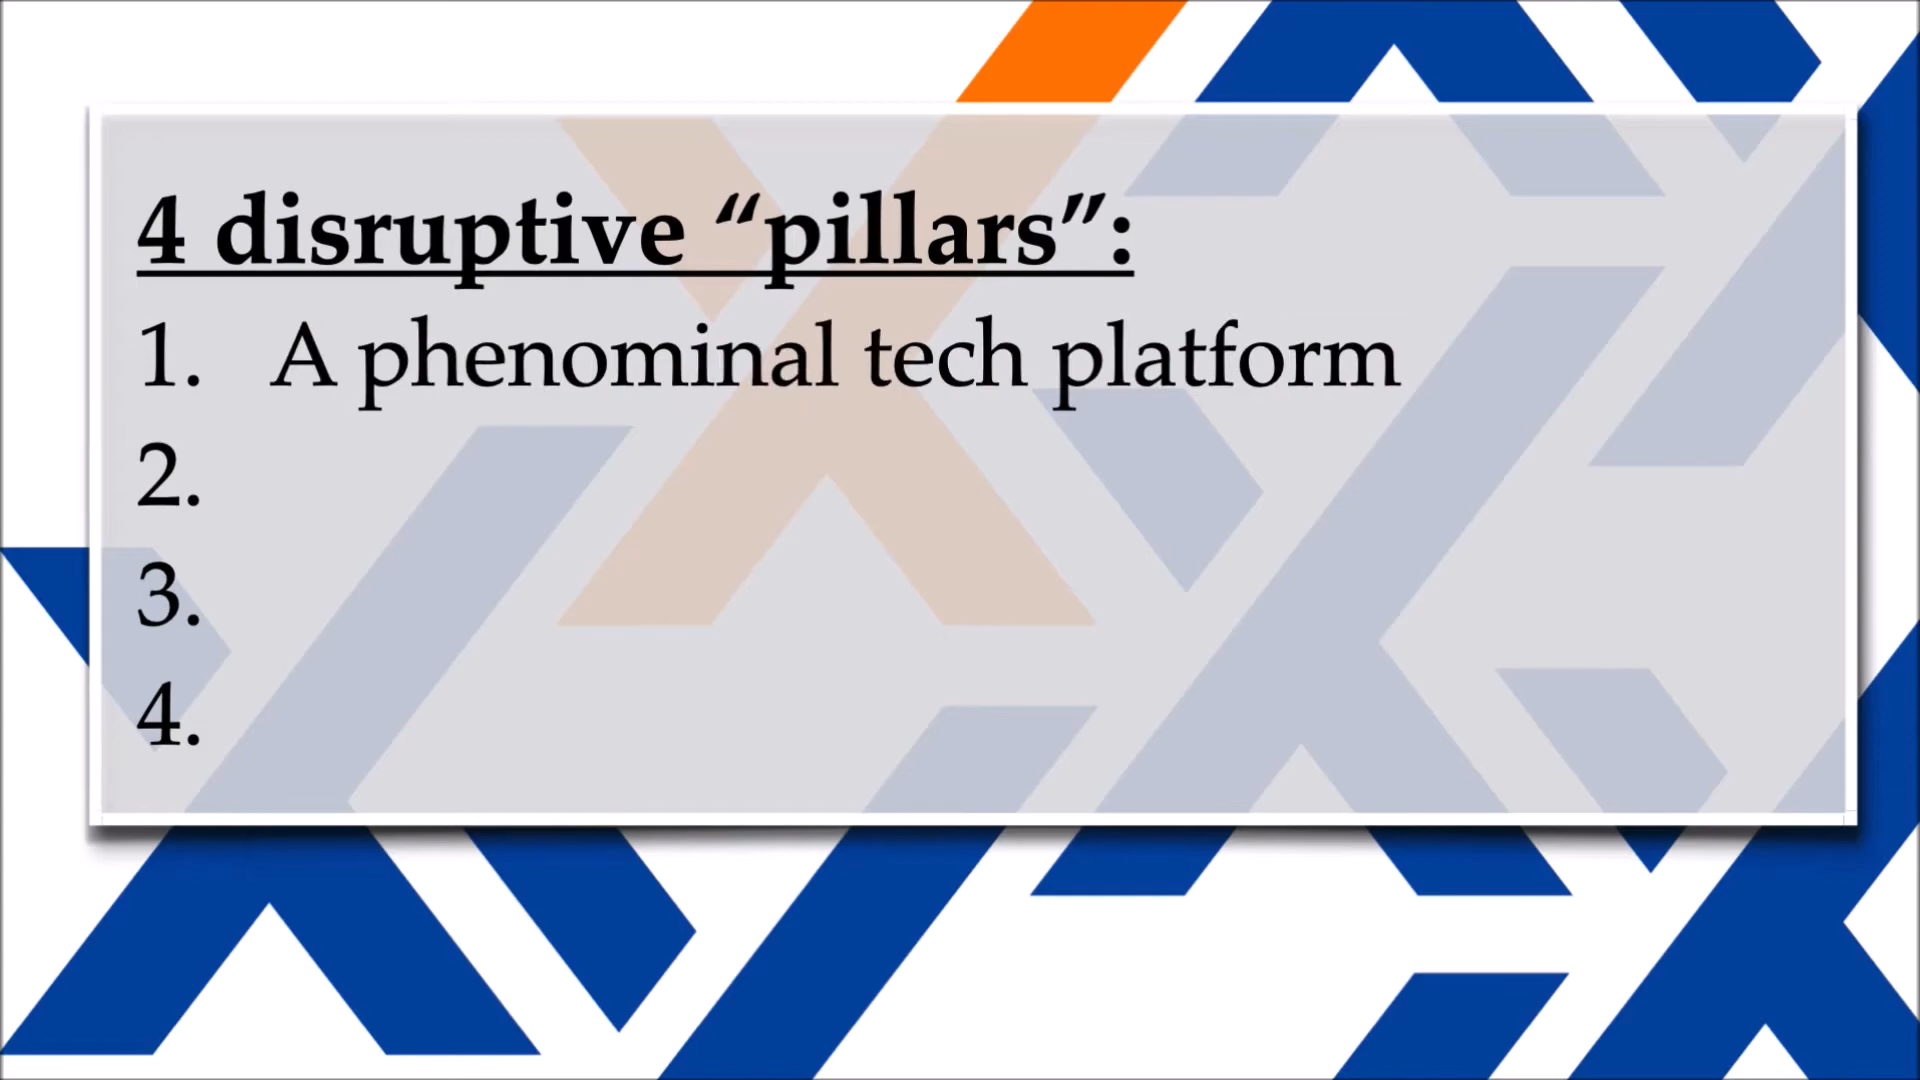 4 disruptive “pillars”:
1. A phenominal tech platform
2.
3.
4.